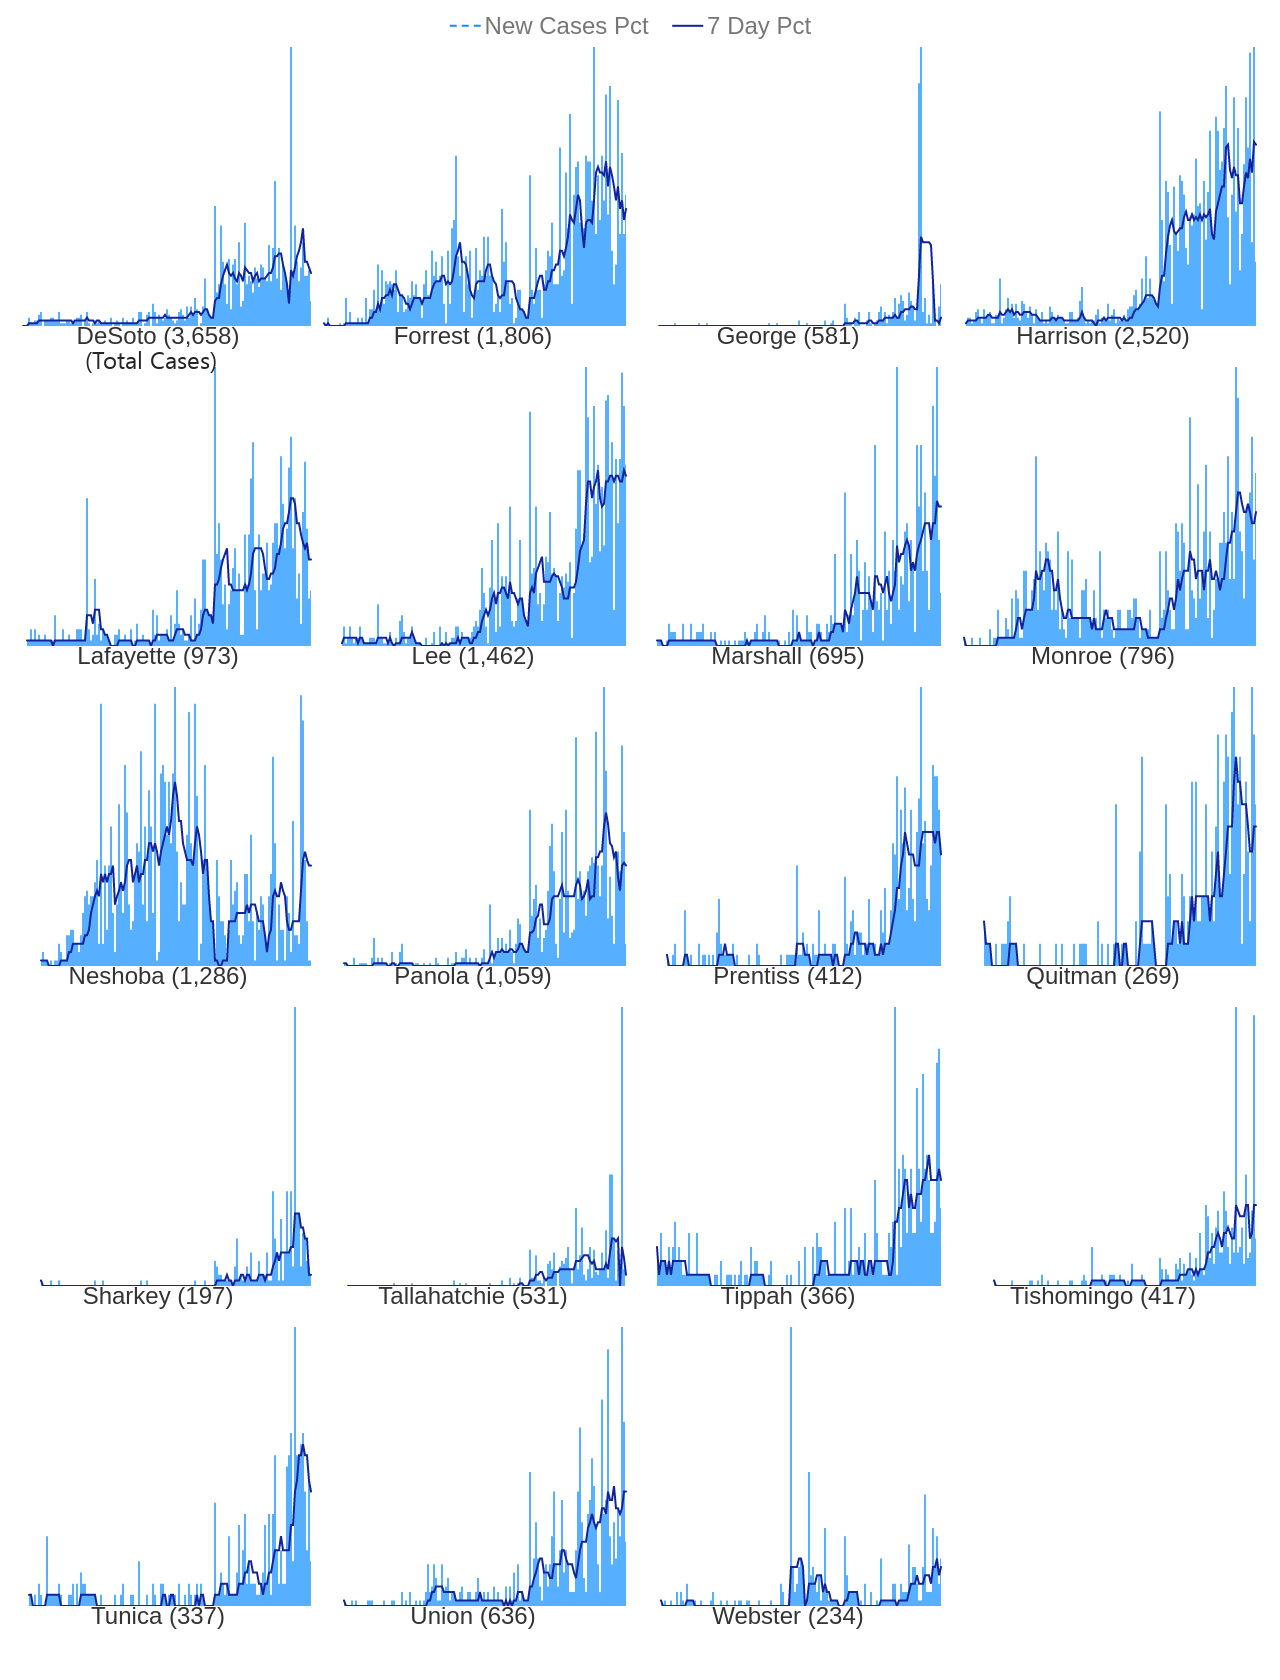 New Cases Pct 7 Day Pct
DeSoto (3,658) Forrest (1,806) George (581) Harrison (2,520)
(Total Cases)
Lafayette (973) Lee (1,462) Marshall (695) Monroe (796)
Neshoba (1,286) Panola (1,059) Prentiss (412) Quitman (269)
Sharkey (197) Tallahatchie (531) Tippah (366) Tishomingo (417)
Tunica (337) Union (636) Webster (234)